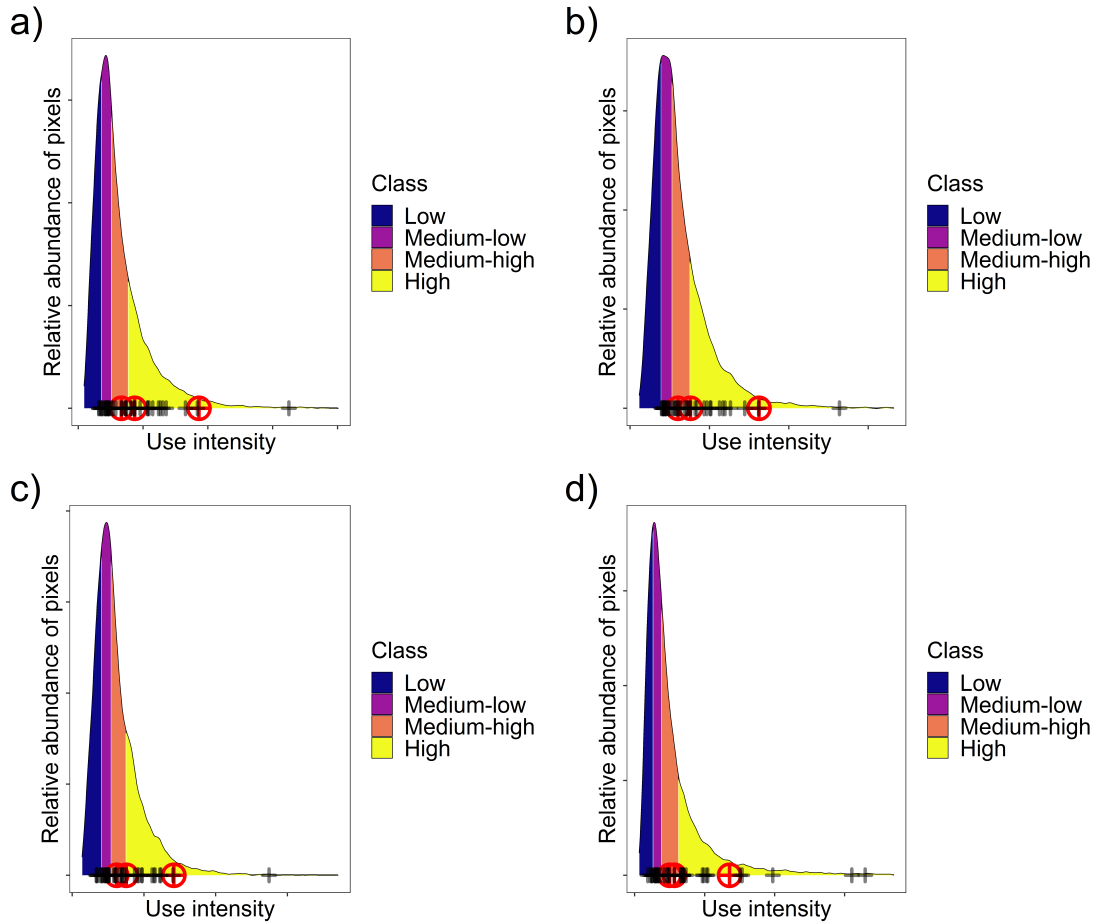 a)
Relative abundance of pixels
Use intensity
Class
Low
Medium-low
Medium-high
High
b)
Relative abundance of pixels
Use intensity
Class
Low
Medium-low
Medium-high
High
c)
Relative abundance of pixels
Use intensity
Class
Low
Medium-low
Medium-high
High
d)
Relative abundance of pixels
Use intensity
Class
Low
Medium-low
Medium-high
High